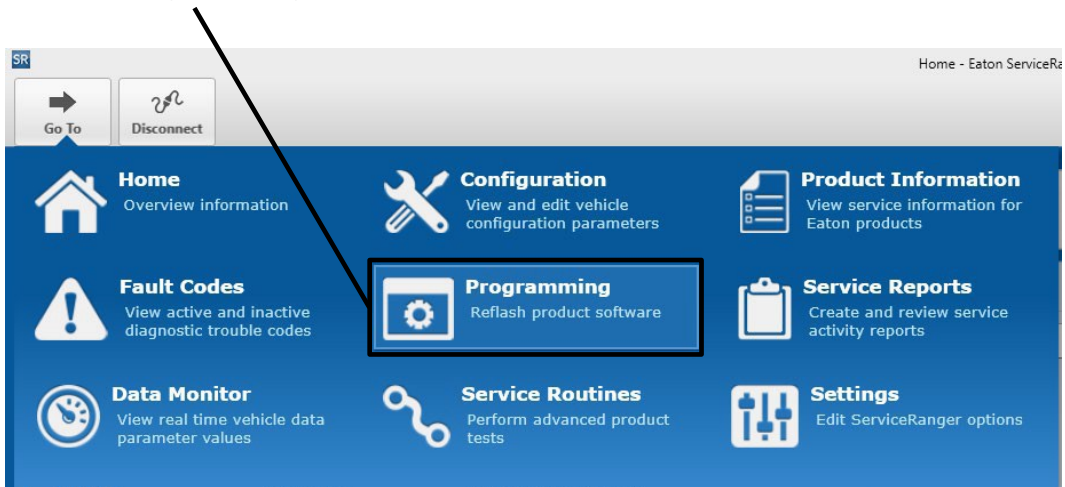 SR
Home - Eaton ServiceRa
Go To
Disconnect
Home
Overview information
Configuration
View and edit vehicle
configuration parameters
Product Information
View service information for
Eaton products
Fault Codes
View active and inactive
diagnostic trouble codes
Programming
Reflash product software
Service Reports
Create and review service
activity reports
Data Monitor
View real time vehicle data
parameter values
Service Routines
Perform advanced product
tests
Settings
Edit ServiceRanger options